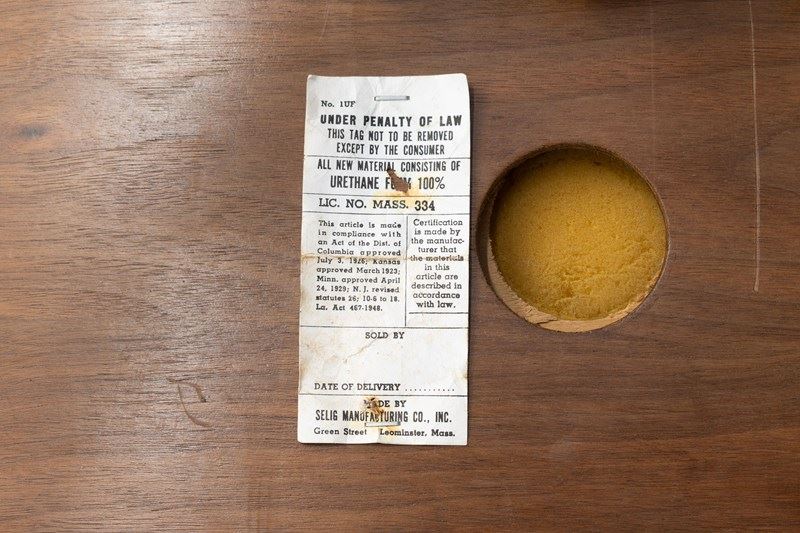 No. 1UF
UNDER PENALTY OF LAW
THIS TAG NOT TO BE REMOVED
EXCEPT BY THE CONSUMER
ALL NEW MATERIAL CONSISTING OF
URETHANE 100%
LIC. NO. MASS. 334
This article is made
in compliance with
an Act of the Dist. of
Columbia approved
July 3, 1926; Kansas
approved March 1923;
Minn. approved April
24, 1929; N. J. revised
statutes 26; 10-6 to 18.
La. Act 467-1948.
Certification
is made by
the manufac-
turer that
the materials
in this
article are
described in
accordance
with law.
SOLD BY
DATE OF DELIVERY ..........
MADE BY
SELIG MANUFACTURING CO., INC.
Green Street Leominster, Mass.